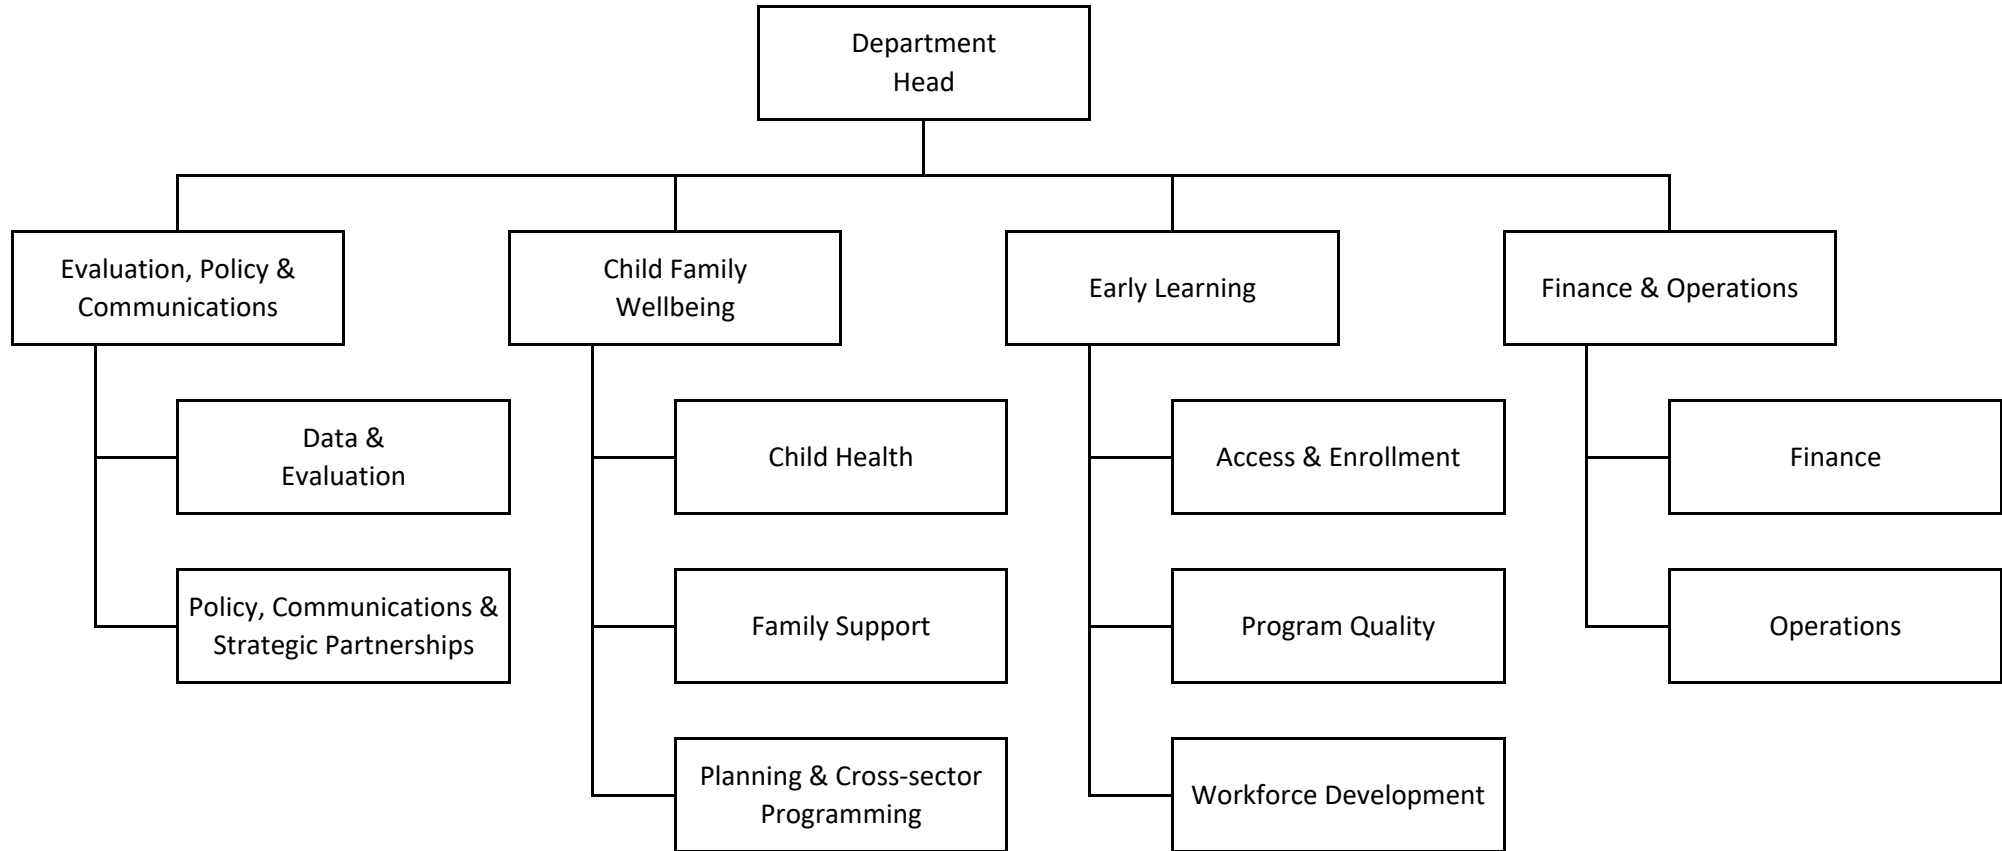 Department
Head
Evaluation, Policy &
Communications
Child Family
Wellbeing
Early Learning
Finance & Operations
Data &
Evaluation
Child Health
Access & Enrollment
Finance
Policy, Communications &
Strategic Partnerships
Family Support
Program Quality
Operations
Planning & Cross-sector
Programming
Workforce Development